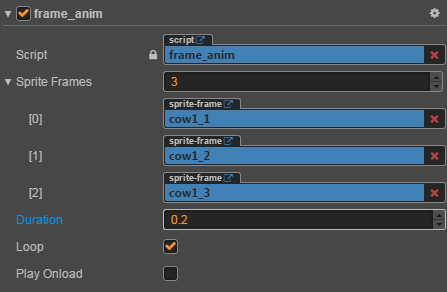 frame_anim
script
Script frame_anim
Sprite Frames 3
sprite-frame
[0] cow1_1
sprite-frame
[1] cow1_2
sprite-frame
[2] cow1_3
Duration 0.2
Loop
Play Onload